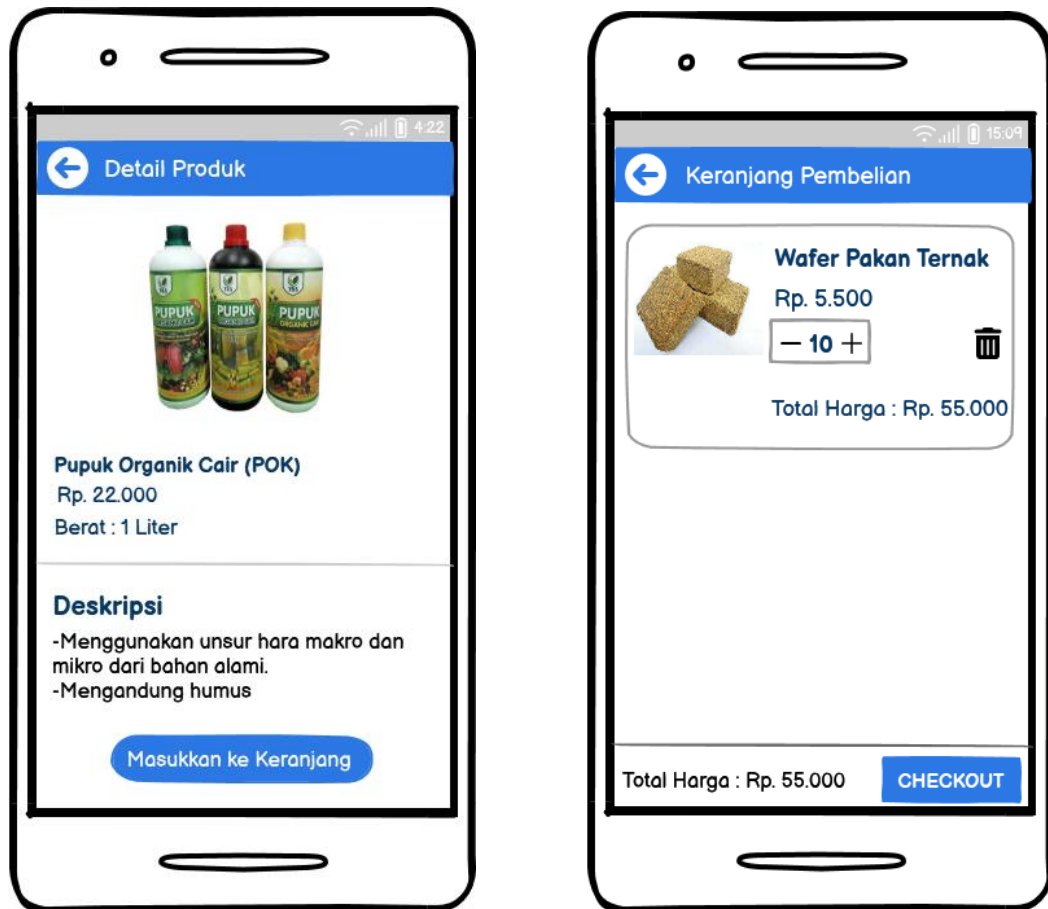 4:22
Detail Produk
PUPUK
PUPUK
PUPUK
ORGANIC CAIR
Pupuk Organik Cair (POK)
Rp. 22.000
Berat : 1 Liter
Deskripsi
-Menggunakan unsur hara makro dan
mikro dari bahan alami.
-Mengandung humus
Masukkan ke Keranjang
15:09
Keranjang Pembelian
Wafer Pakan Ternak
Rp. 5.500
— 10 +
Total Harga : Rp. 55.000
Total Harga : Rp. 55.000
CHECKOUT